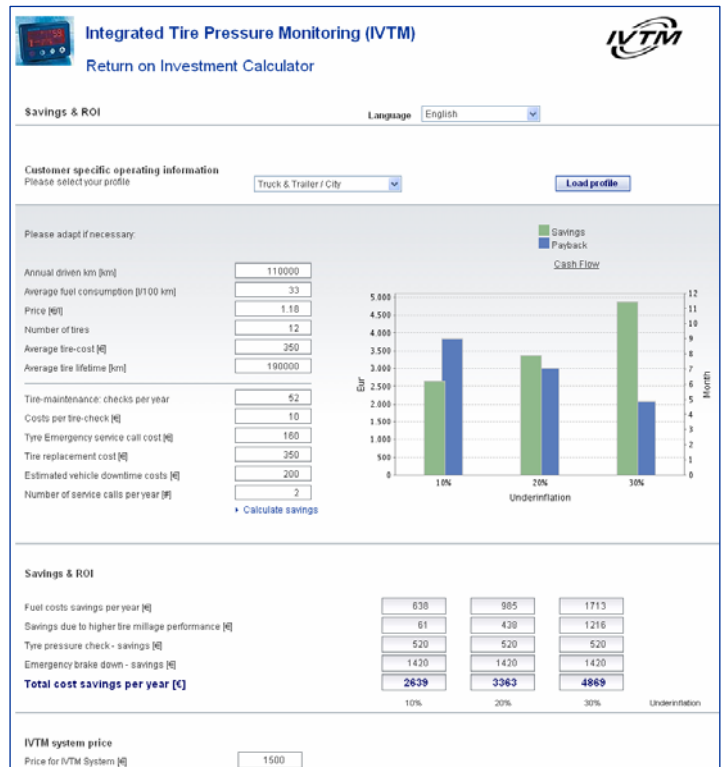 Integrated Tire Pressure Monitoring (IVTM)
IVTM
Return on Investment Calculator
Savings & ROI
Language English
Customer specific operating information
Please select your profile
Truck & Trailer / City
Load profile
Please adapt if necessary:
Savings
Payback
Cash Flow
Annual driven km [km] 110000
Average fuel consumption [l/100 km] 33
Price [€/l] 1.18
Number of tires 12
Average tire-cost [€] 350
Average tire lifetime [km] 190000
Tire-maintenance: checks per year 52
Costs per tire-check [€] 10
Tyre Emergency service call cost [€] 160
Tire replacement cost [€] 350
Estimated vehicle downtime costs [€] 200
Number of service calls per year [#] 2
Calculate savings
5.000
4.500
4.000
3.500
3.000
2.500
2.000
1.500
1.000
500
0
Eur
12
11
10
9
8
7
6
5
4
3
2
1
0
Month
10% 20% 30%
Underinflation
Savings & ROI
Fuel costs savings per year [€] 638 985 1713
Savings due to higher tire millage performance [€] 61 438 1216
Tyre pressure check - savings [€] 520 520 520
Emergency brake down - savings [€] 1420 1420 1420
Total cost savings per year [€] 2639 3363 4869
10% 20% 30% Underinflation
IVTM system price
Price for IVTM System [€] 1500